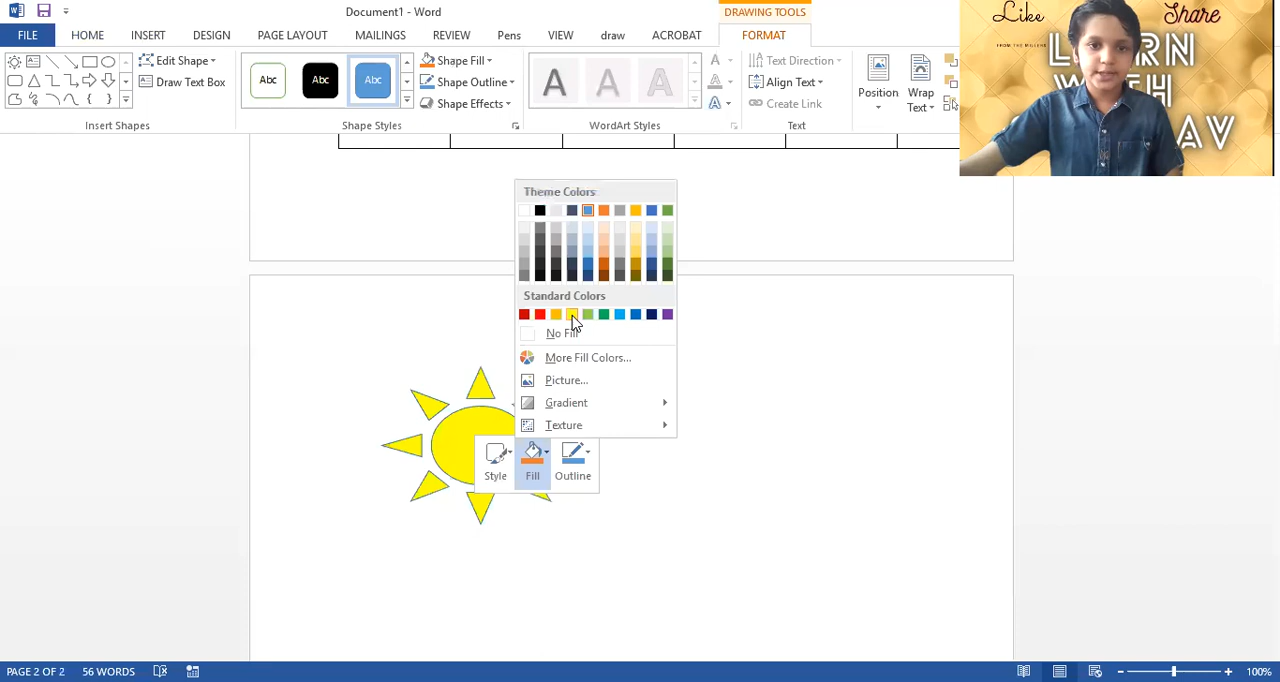 Document1 - Word
DRAWING TOOLS
FILE
HOME
INSERT
DESIGN
PAGE LAYOUT
MAILINGS
REVIEW
Pens
VIEW
draw
ACROBAT
FORMAT
Edit Shape
Draw Text Box
Insert Shapes
Abc
Abc
Abc
Shape Fill
Shape Outline
Shape Effects
Shape Styles
A
A
A
A
A
A
WordArt Styles
Text Direction
Align Text
Create Link
Text
Position
Wrap
Text
Like
Share
LEARN
WITH
AV
Theme Colors
Standard Colors
No Fill
More Fill Colors...
Picture...
Gradient
Texture
Style
Fill
Outline
PAGE 2 OF 2
56 WORDS
100%